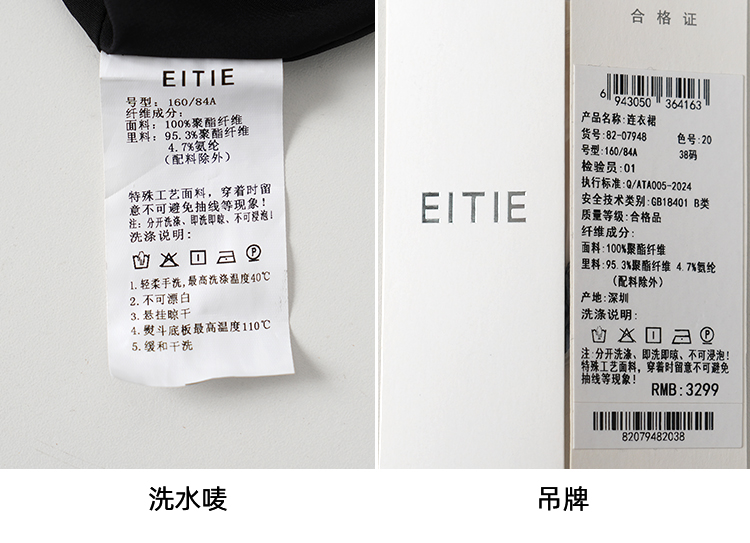 EITIE
号型: 160/84A
纤维成分:
面料: 100%聚酯纤维
里料: 95.3%聚酯纤维
4.7%氨纶
(配料除外)
特殊工艺面料, 穿着时留
意不可避免抽线等现象!
注: 分开洗涤、即洗即晾、不可浸泡!
洗涤说明:
1.轻柔手洗,最高洗涤温度40℃
2.不可漂白
3.悬挂晾干
4.熨斗底板最高温度110℃
5.缓和干洗
EITIE
合格证
6 943050 364163
产品名称:连衣裙
货号:82-07948 色号:20
号型:160/84A 38码
检验员:01
执行标准:Q/ATA005-2024
安全技术类别:GB18401 B类
质量等级:合格品
纤维成分:
面料:100%聚酯纤维
里料:95.3%聚酯纤维 4.7%氨纶
(配料除外)
产地:深圳
洗涤说明:
注:分开洗涤、即洗即晾、不可浸泡!
特殊工艺面料,穿着时留意不可避免
抽线等现象!
RMB:3299
82079482038
洗水唛
吊牌